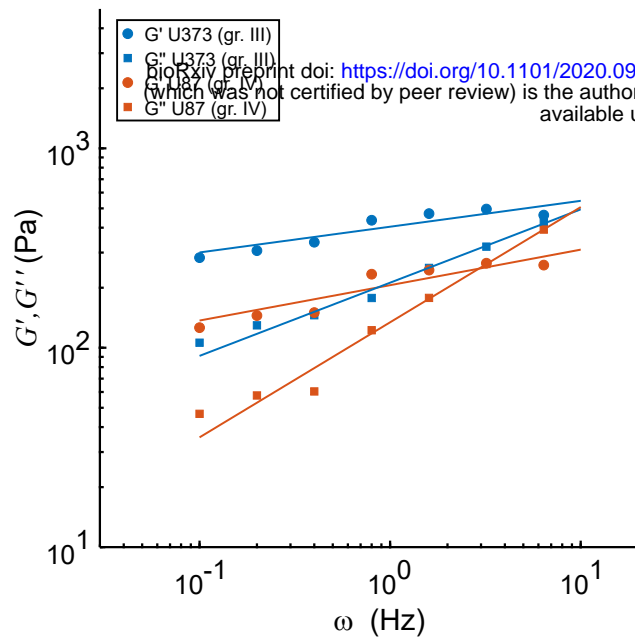 G' U373 (gr. III)
G'' U373 (gr. III)
bioRxiv preprint doi: https://doi.org/10.1101/2020.09
G' U87 (gr. IV)
(which was not certified by peer review) is the author
G'' U87 (gr. IV)
available u
10³
10²
10¹
G',G'' (Pa)
10⁻¹
10⁰
10¹
ω (Hz)